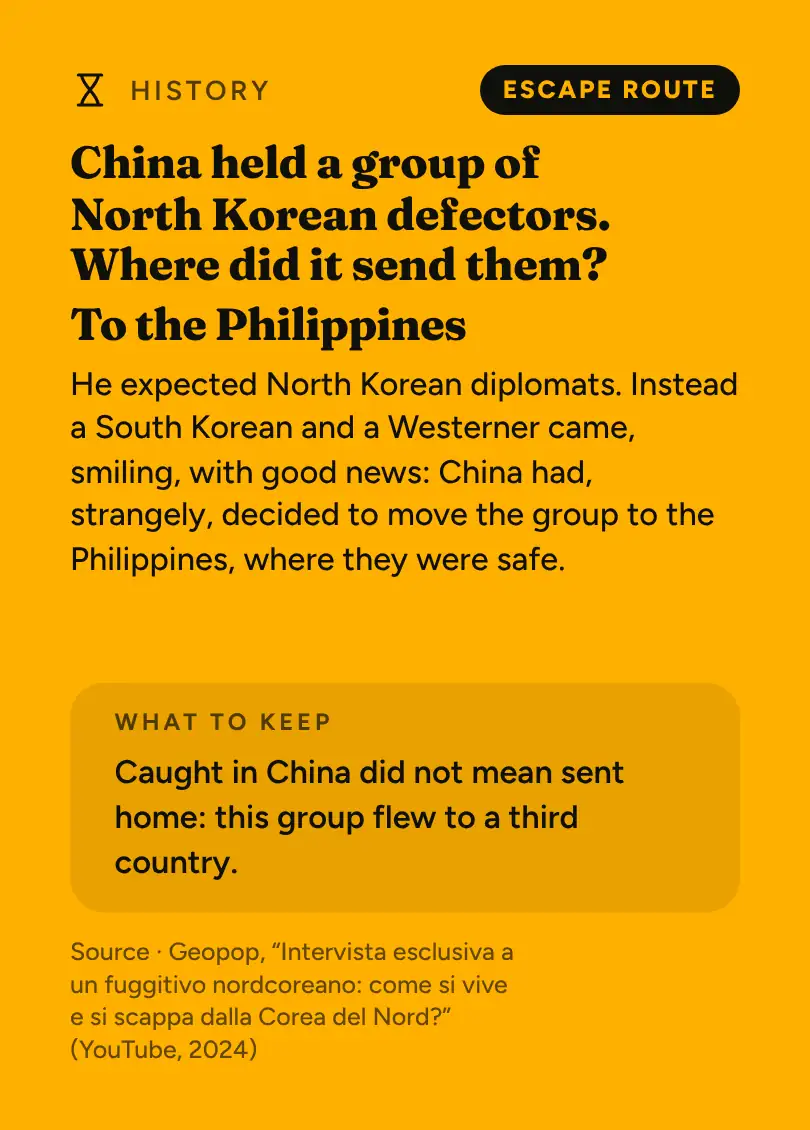 HISTORY
ESCAPE ROUTE
China held a group of
North Korean defectors.
Where did it send them?
To the Philippines
He expected North Korean diplomats. Instead
a South Korean and a Westerner came,
smiling, with good news: China had,
strangely, decided to move the group to the
Philippines, where they were safe.
WHAT TO KEEP
Caught in China did not mean sent
home: this group flew to a third
country.
Source · Geopop, “Intervista esclusiva a
un fuggitivo nordcoreano: come si vive
e si scappa dalla Corea del Nord?”
(YouTube, 2024)